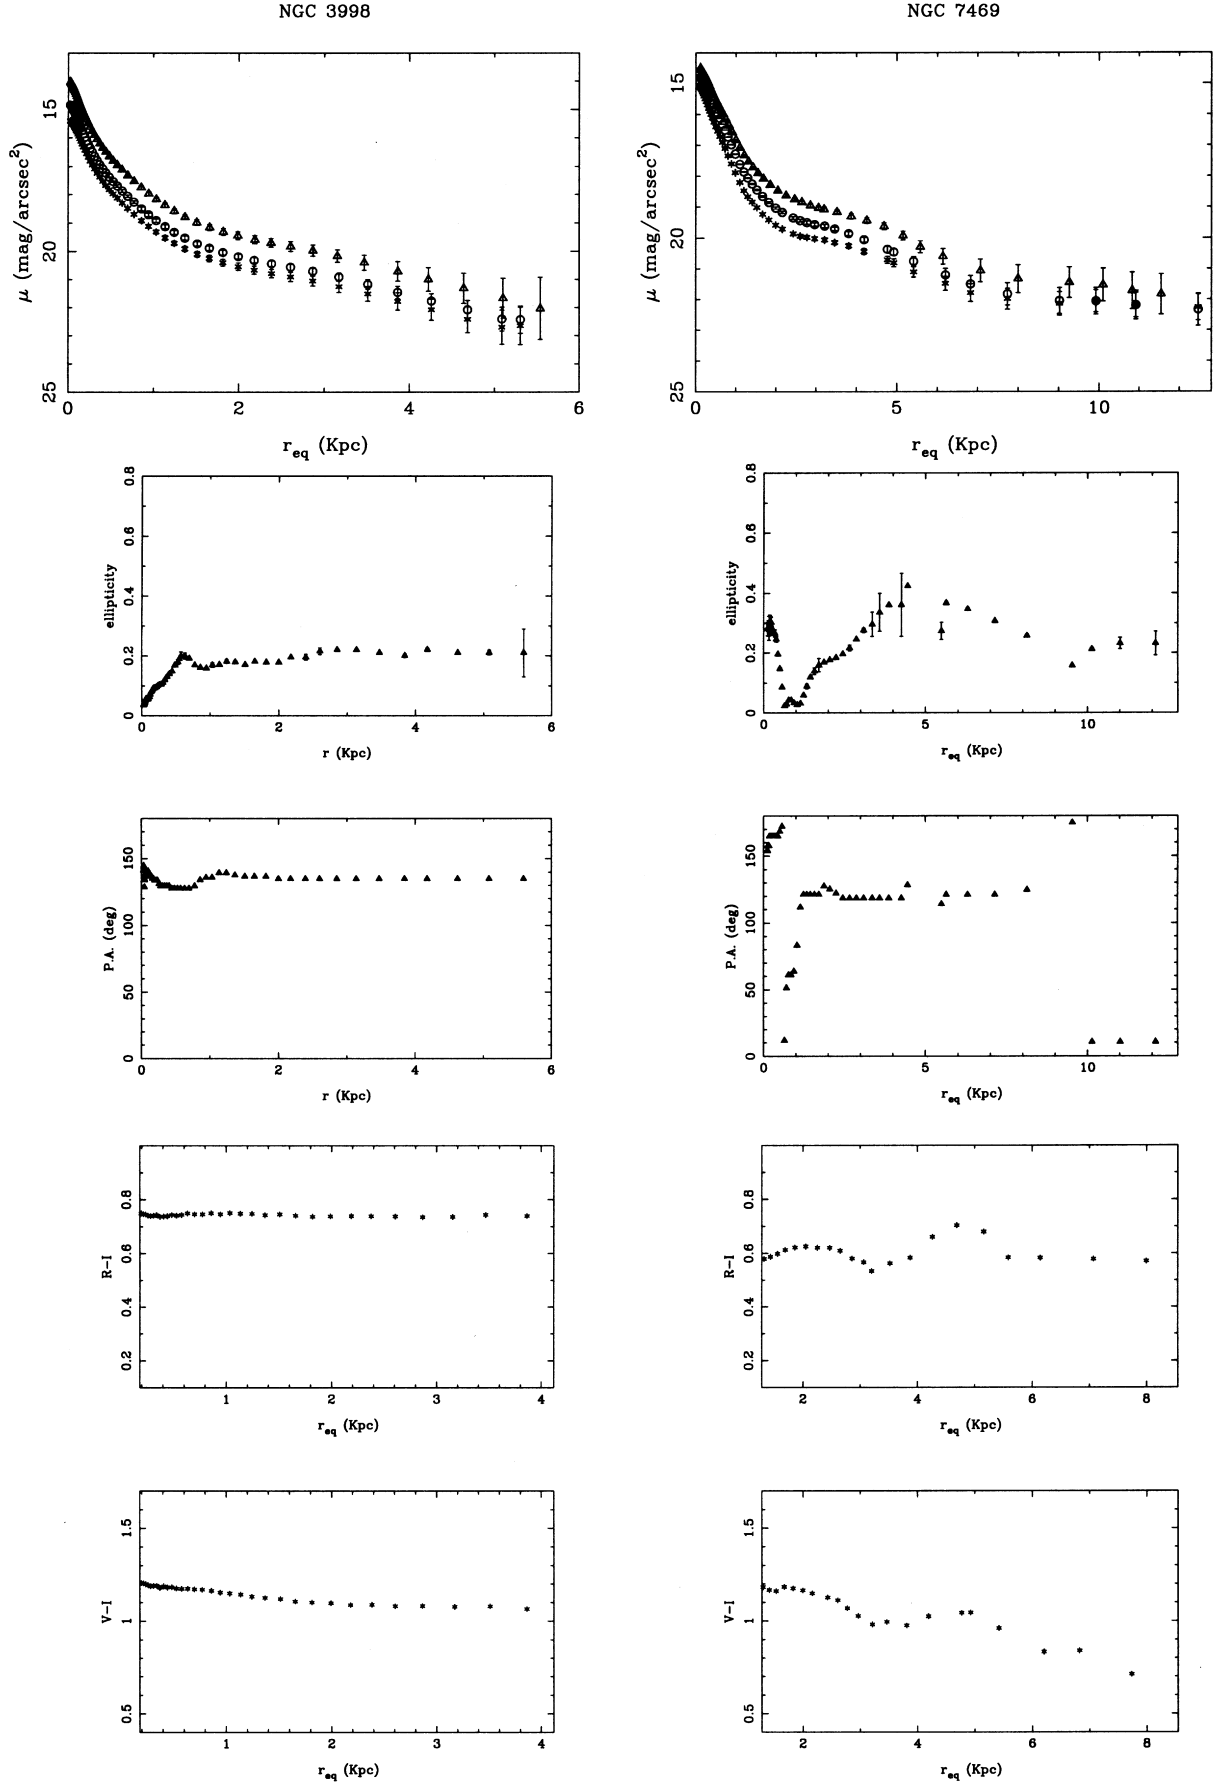 NGC 3998
NGC 7469
15
20
25
μ (mag/arcsec²)
0 2 4 6
r_eq (Kpc)
15
20
25
μ (mag/arcsec²)
0 5 10
r_eq (Kpc)
0.8
0.6
0.4
0.2
0
ellipticity
0 2 4 6
r (Kpc)
0.8
0.6
0.4
0.2
0
ellipticity
0 5 10
r_eq (Kpc)
150
100
50
0
P.A. (deg)
0 2 4 6
r (Kpc)
150
100
50
0
P.A. (deg)
0 5 10
r_eq (Kpc)
0.8
0.6
0.4
0.2
R-I
1 2 3 4
r_eq (Kpc)
0.8
0.6
0.4
0.2
R-I
2 4 6 8
r_eq (Kpc)
1.5
1
0.5
V-I
1 2 3 4
r_eq (Kpc)
1.5
1
0.5
V-I
2 4 6 8
r_eq (Kpc)